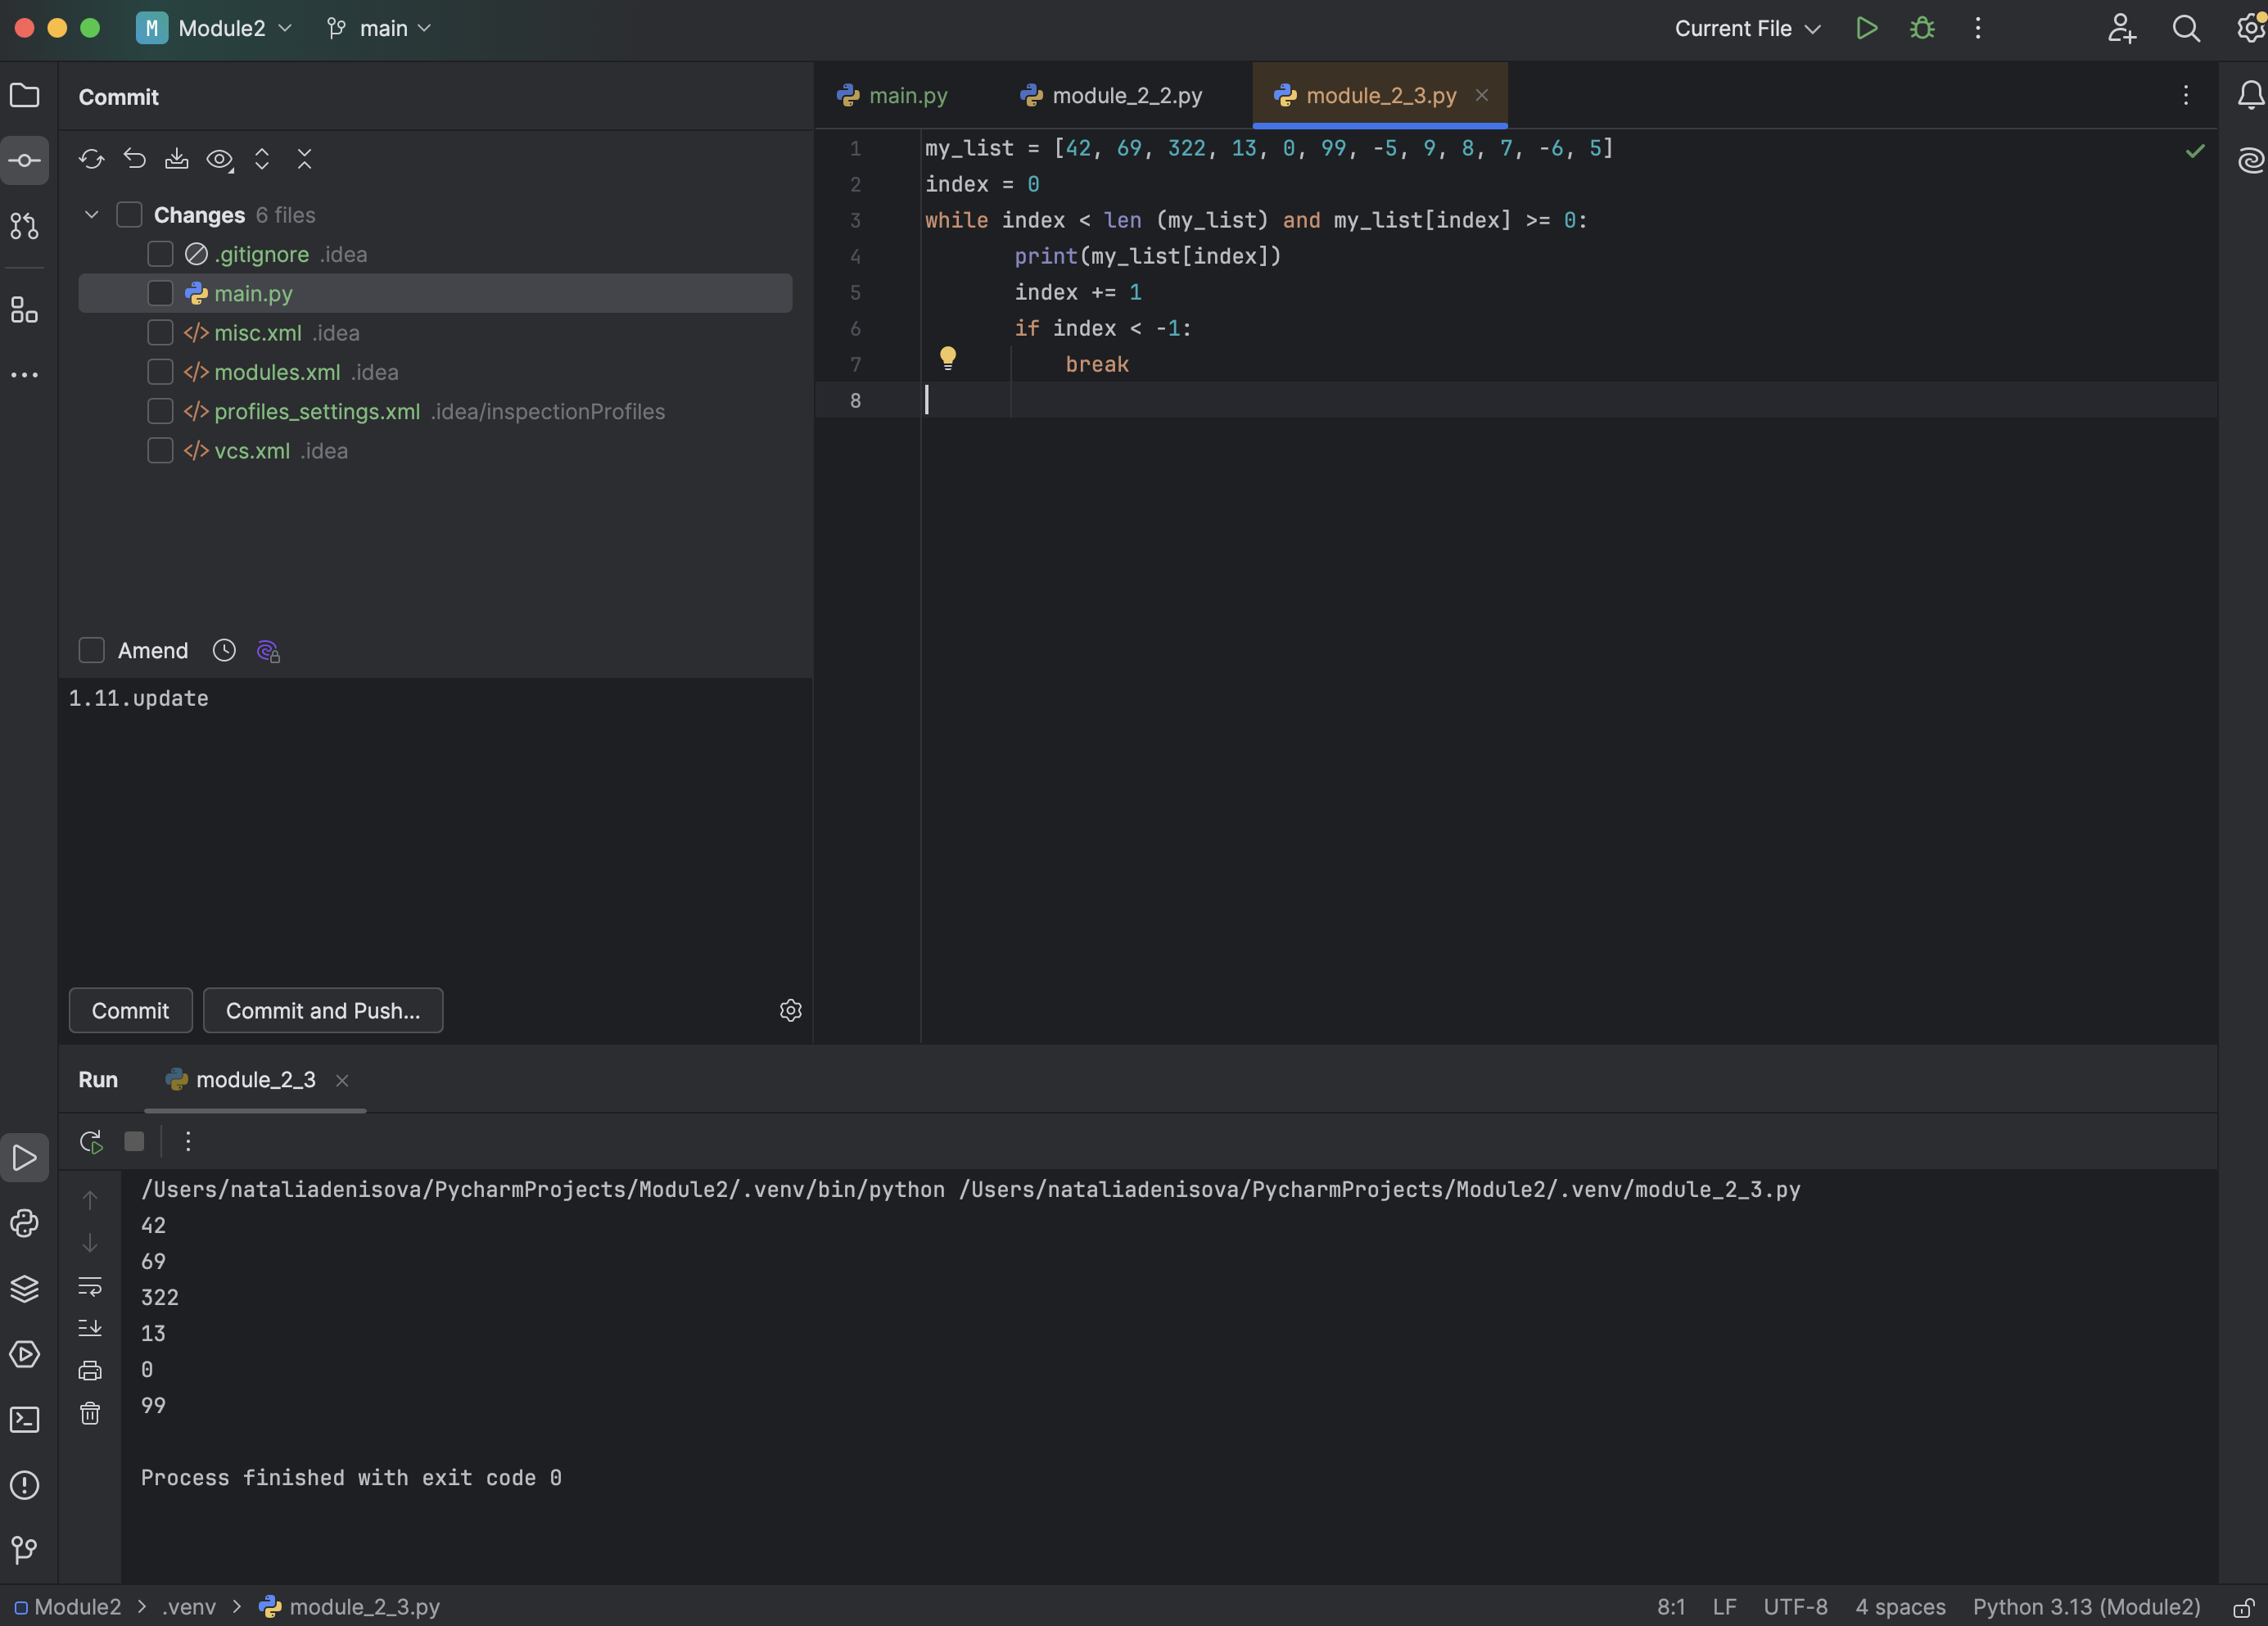 M Module2 main Current File
Commit
main.py module_2_2.py module_2_3.py
Changes 6 files
.gitignore .idea
main.py
misc.xml .idea
modules.xml .idea
profiles_settings.xml .idea/inspectionProfiles
vcs.xml .idea
Amend
1.11.update
Commit Commit and Push...
1 my_list = [42, 69, 322, 13, 0, 99, -5, 9, 8, 7, -6, 5]
2 index = 0
3 while index < len (my_list) and my_list[index] >= 0:
4 print(my_list[index])
5 index += 1
6 if index < -1:
7 break
8
Run module_2_3
/Users/nataliadenisova/PycharmProjects/Module2/.venv/bin/python /Users/nataliadenisova/PycharmProjects/Module2/.venv/module_2_3.py
42
69
322
13
0
99
Process finished with exit code 0
Module2 > .venv > module_2_3.py 8:1 LF UTF-8 4 spaces Python 3.13 (Module2)